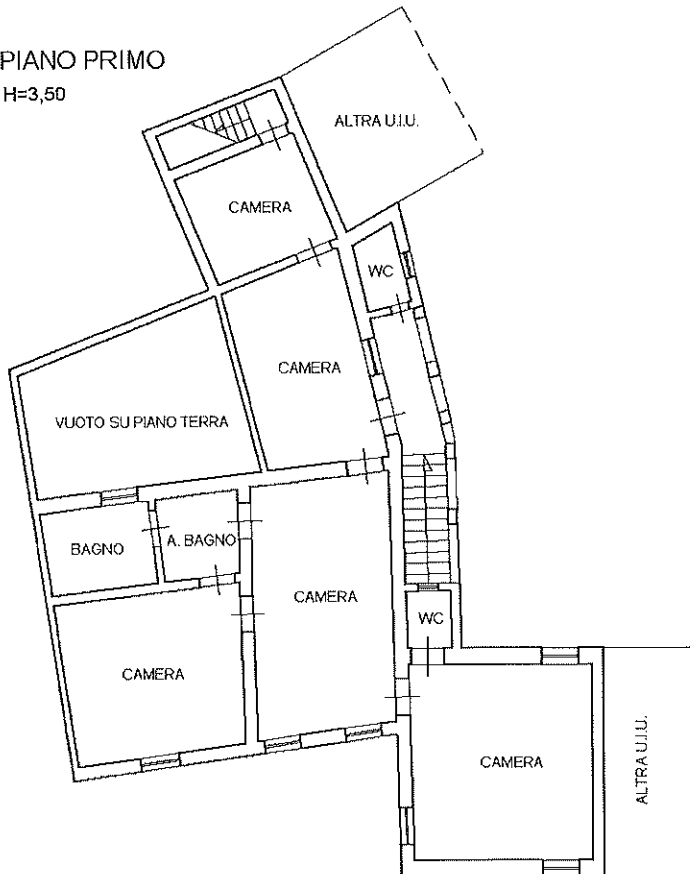 PIANO PRIMO
H=3,50
ALTRA U.I.U.
CAMERA
WC
CAMERA
VUOTO SU PIANO TERRA
BAGNO
A. BAGNO
CAMERA
WC
CAMERA
CAMERA
ALTRA U.I.U.